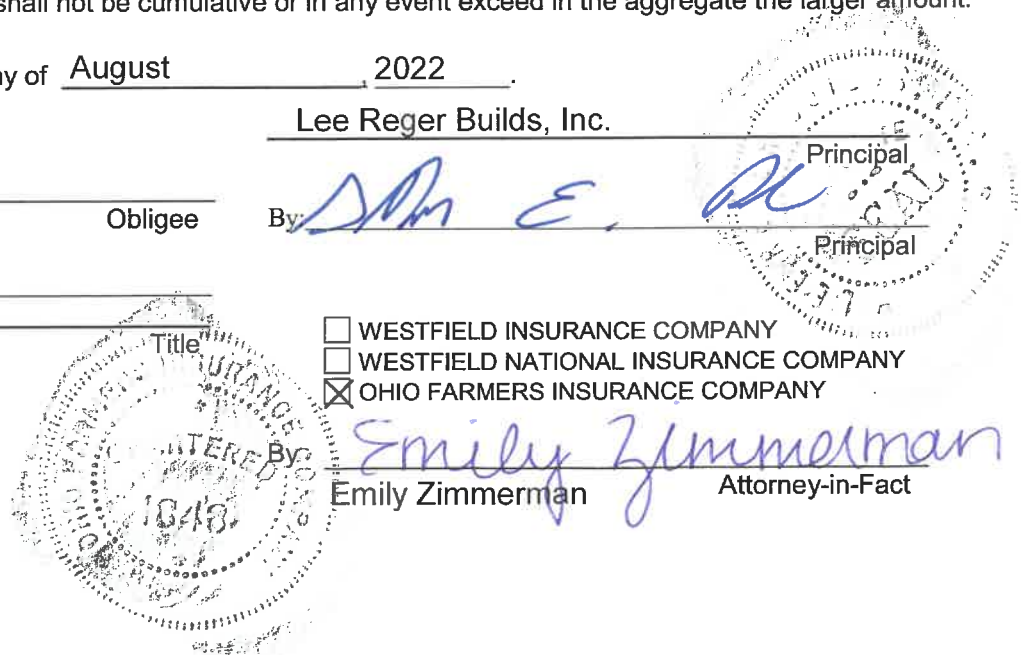 shall not be cumulative or in any event exceed in the aggregate the larger amount.
ay of August, 2022.
Lee Reger Builds, Inc.
Principal
Obligee
By:
Principal
SEAL
Title
WESTFIELD INSURANCE COMPANY
WESTFIELD NATIONAL INSURANCE COMPANY
OHIO FARMERS INSURANCE COMPANY
By: Emily Zimmerman
Emily Zimmerman Attorney-in-Fact